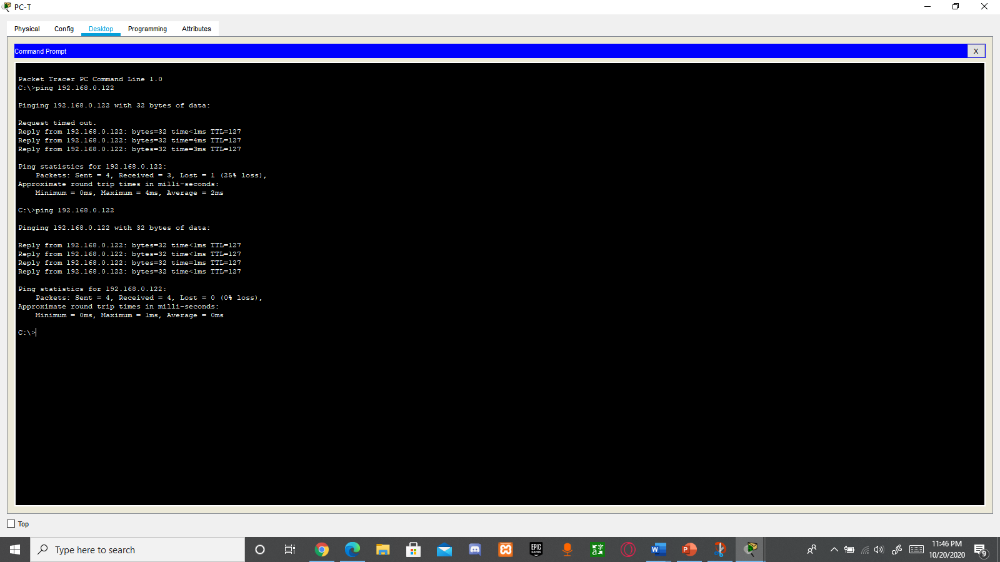 PC-T
Physical Config Desktop Programming Attributes
Command Prompt
X
Packet Tracer PC Command Line 1.0
C:\>ping 192.168.0.122
Pinging 192.168.0.122 with 32 bytes of data:
Request timed out.
Reply from 192.168.0.122: bytes=32 time<1ms TTL=127
Reply from 192.168.0.122: bytes=32 time=4ms TTL=127
Reply from 192.168.0.122: bytes=32 time=3ms TTL=127
Ping statistics for 192.168.0.122:
Packets: Sent = 4, Received = 3, Lost = 1 (25% loss),
Approximate round trip times in milli-seconds:
Minimum = 0ms, Maximum = 4ms, Average = 2ms
C:\>ping 192.168.0.122
Pinging 192.168.0.122 with 32 bytes of data:
Reply from 192.168.0.122: bytes=32 time<1ms TTL=127
Reply from 192.168.0.122: bytes=32 time<1ms TTL=127
Reply from 192.168.0.122: bytes=32 time=1ms TTL=127
Reply from 192.168.0.122: bytes=32 time<1ms TTL=127
Ping statistics for 192.168.0.122:
Packets: Sent = 4, Received = 4, Lost = 0 (0% loss),
Approximate round trip times in milli-seconds:
Minimum = 0ms, Maximum = 1ms, Average = 0ms
C:\>
Top
Type here to search
EPIC
GAMES
a字
W
P
11:46 PM
10/20/2020
9